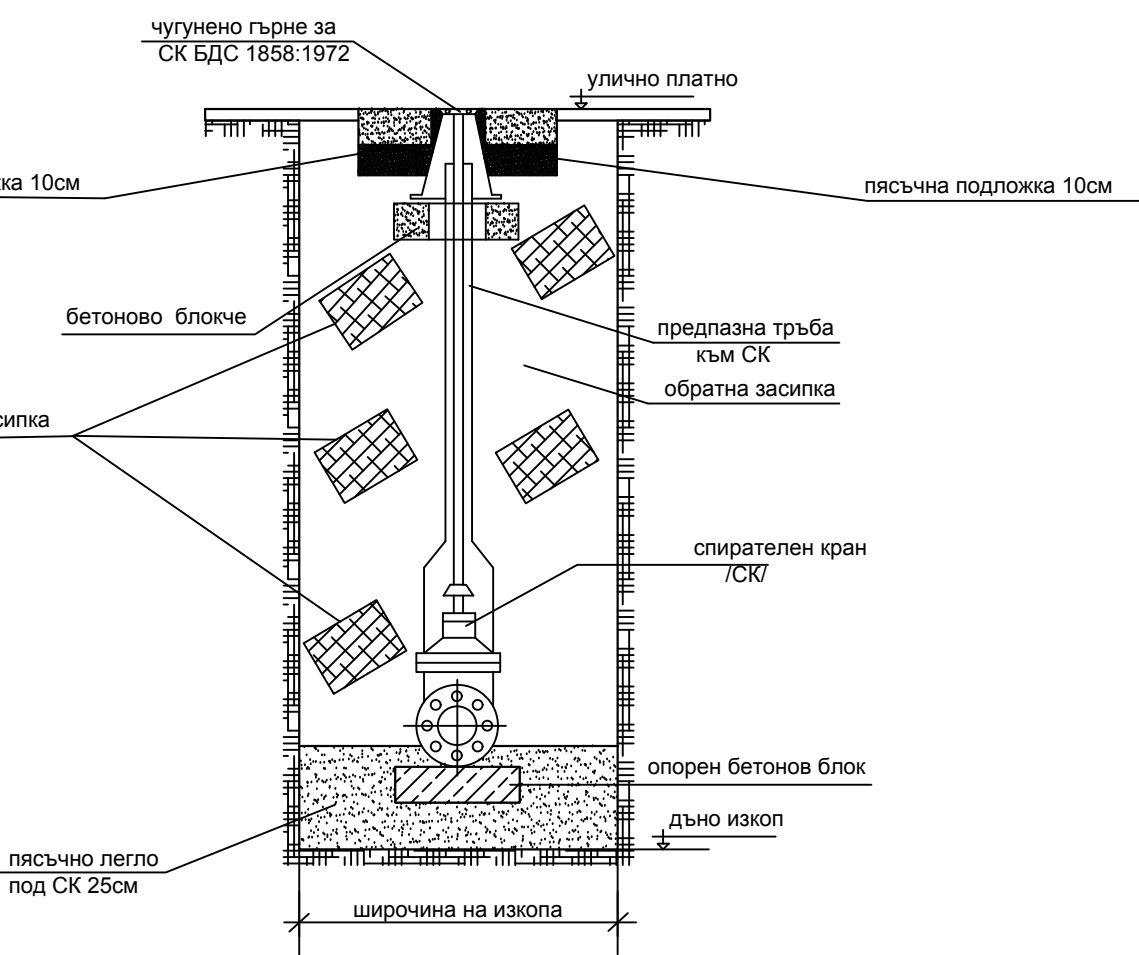 чугунено гърне за
СК БДС 1858:1972
улично платно
10см
пясъчна подложка 10см
бетоново блокче
предпазна тръба
към СК
обратна засипка
спирателен кран
/СК/
опорен бетонов блок
дъно изкоп
пясъчно легло
под СК 25см
широчина на изкопа